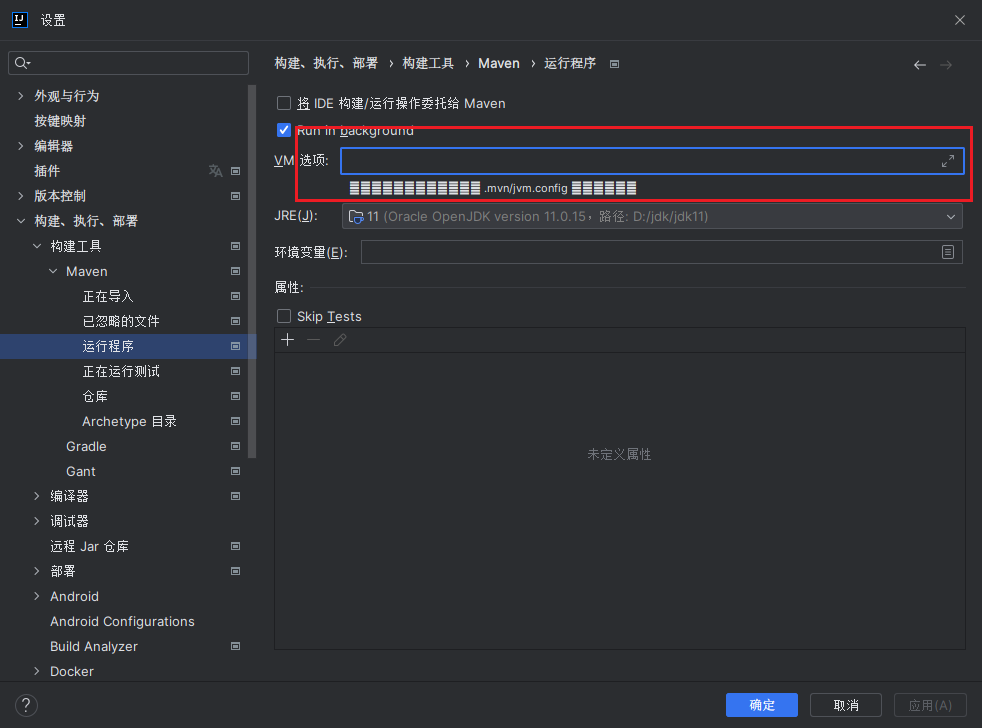 设置
构建、执行、部署 › 构建工具 › Maven › 运行程序
外观与行为
按键映射
编辑器
插件
版本控制
构建、执行、部署
构建工具
Maven
正在导入
已忽略的文件
运行程序
正在运行测试
仓库
Archetype 目录
Gradle
Gant
编译器
调试器
远程 Jar 仓库
部署
Android
Android Configurations
Build Analyzer
Docker
将 IDE 构建/运行操作委托给 Maven
Run in background
VM 选项:
.mvn/jvm.config
JRE(J): 11 (Oracle OpenJDK version 11.0.15，路径: D:/jdk/jdk11)
环境变量(E):
属性:
Skip Tests
未定义属性
? 确定 取消 应用(A)